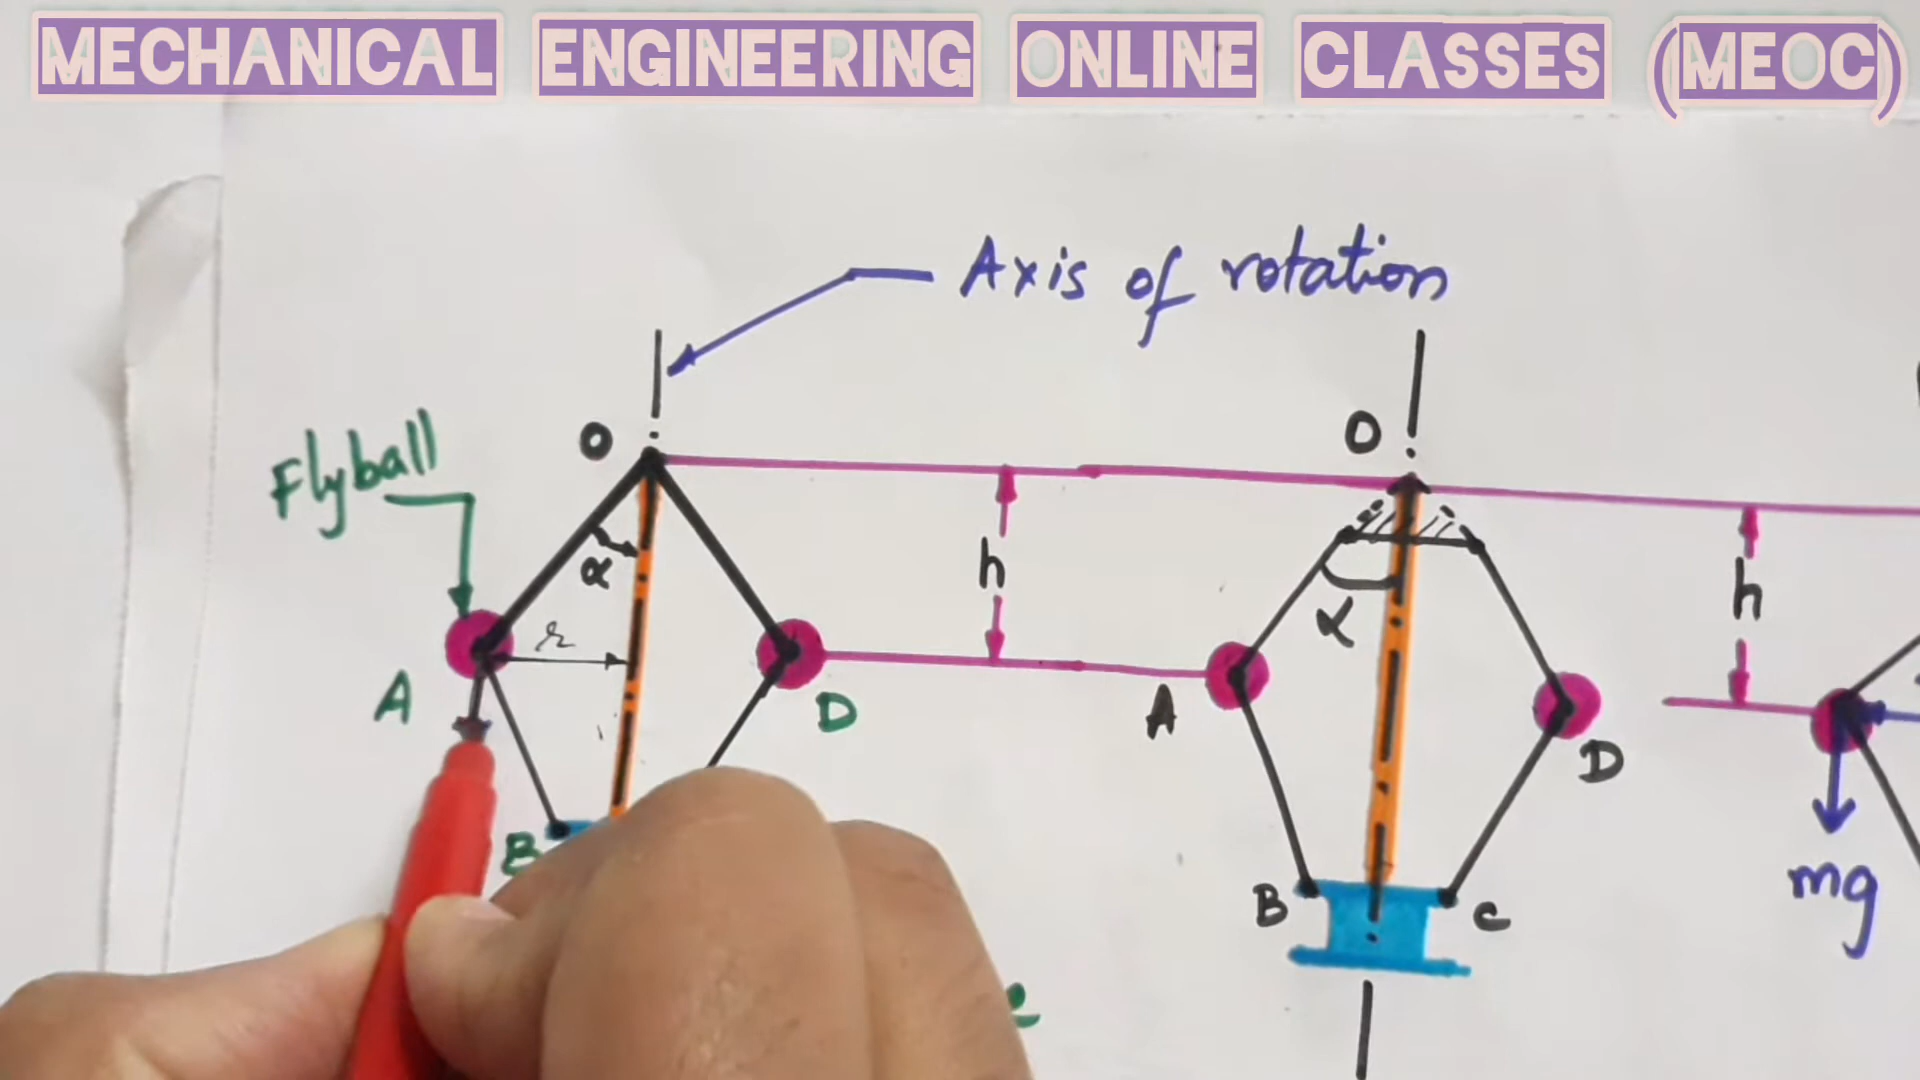 MECHANICAL ENGINEERING ONLINE CLASSES (MEOC)
Axis of rotation
O
O
Flyball
α
h
α
h
r
A
D
A
D
B
mg
B
C
e